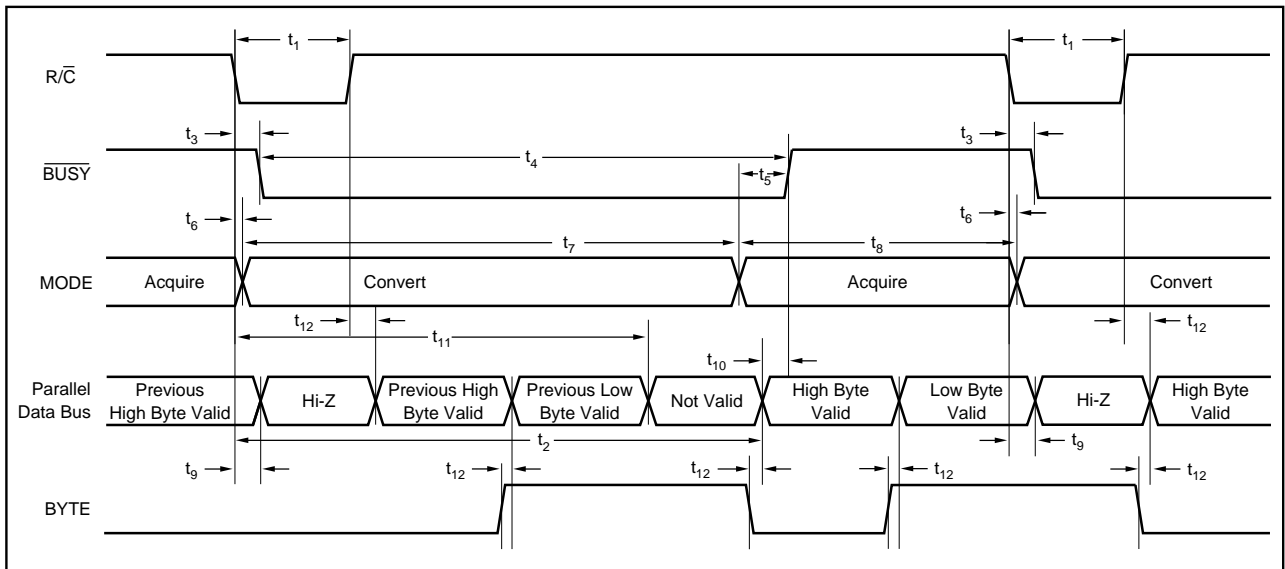 t1 t1
R/C̅
t3 t3
t4
B̅U̅S̅Y̅
t5
t6 t6
t7 t8
MODE Acquire Convert Acquire Convert
t12 t11 t10 t12
Parallel
Data Bus
Previous
High Byte Valid
Hi-Z
Previous High
Byte Valid
Previous Low
Byte Valid
Not Valid
High Byte
Valid
Low Byte
Valid
Hi-Z
High Byte
Valid
t2
t9 t12 t12 t12 t9 t12
BYTE